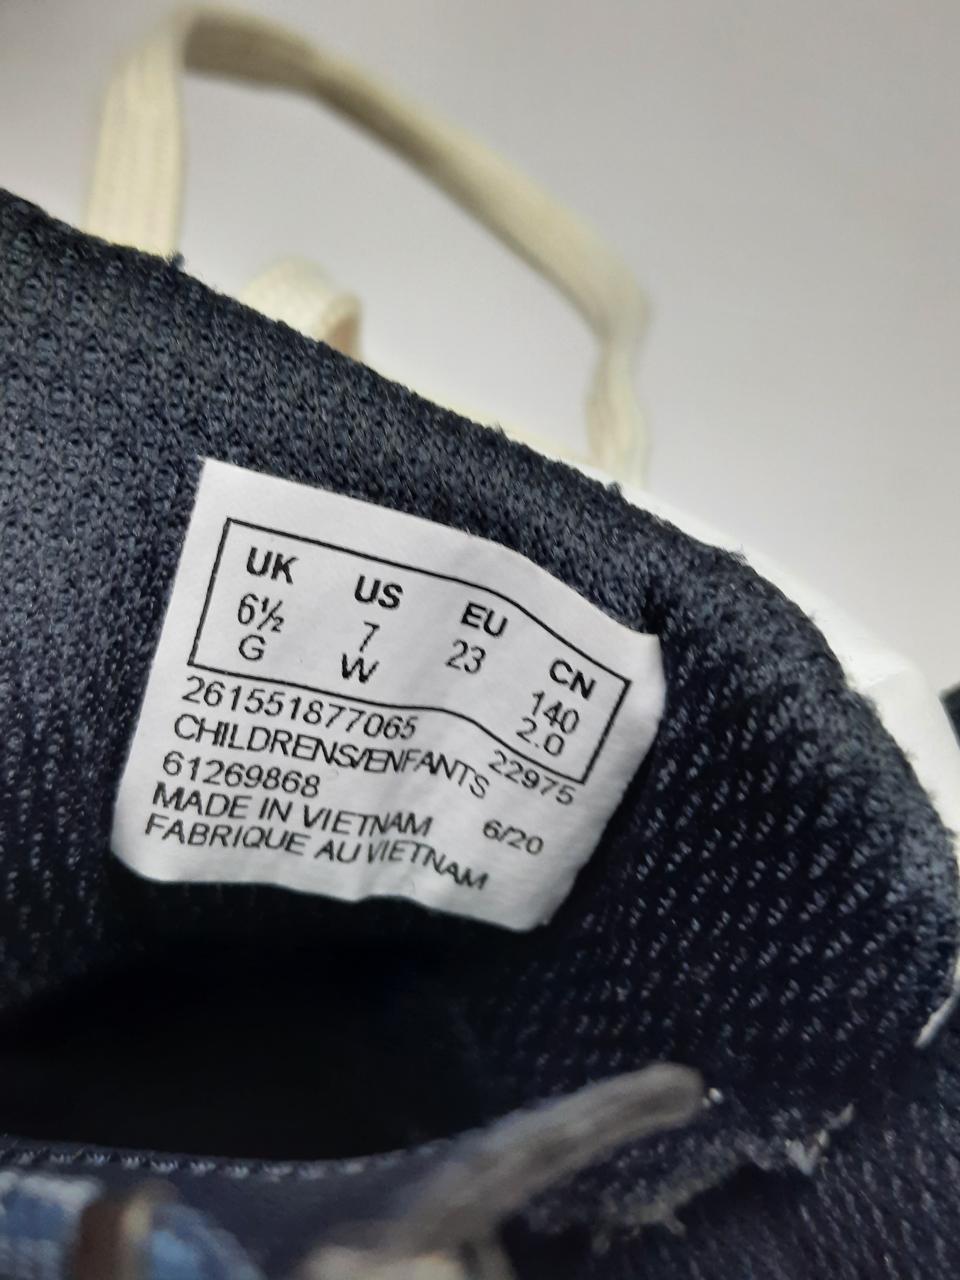 UK US EU CN
6½ 7 23 140
G W 2.0
261551877065 22975
CHILDRENS/ENFANTS
61269868
MADE IN VIETNAM 6/20
FABRIQUE AU VIETNAM